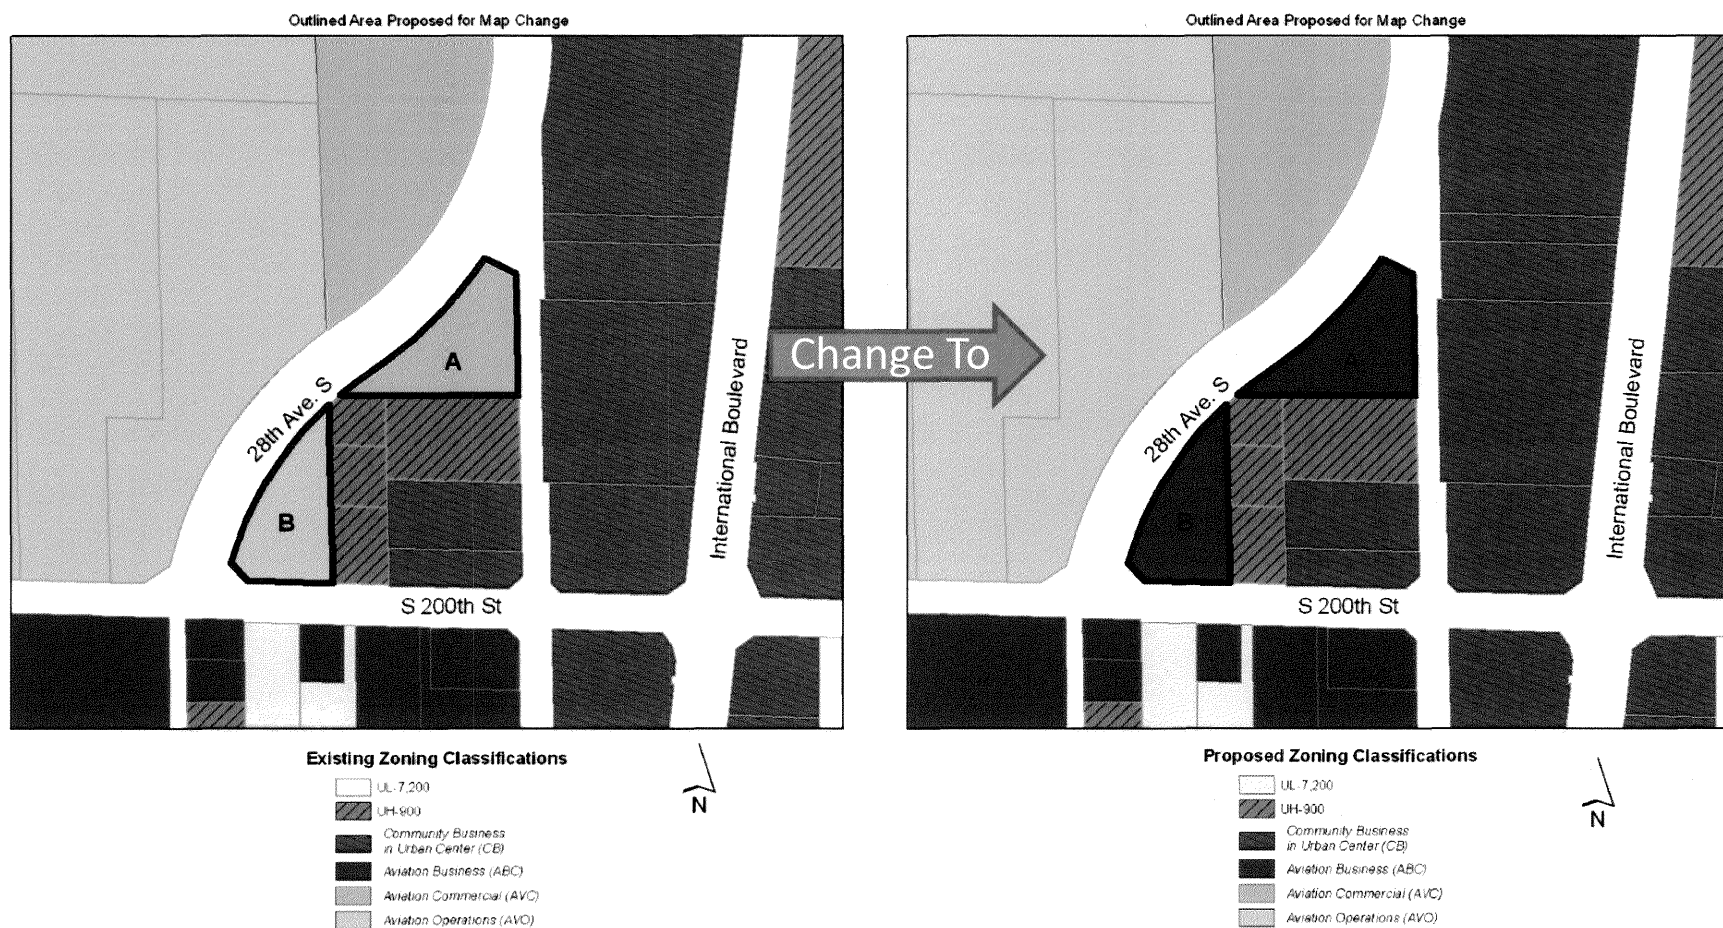 Outlined Area Proposed for Map Change
A
B
28th Ave. S
International Boulevard
S 200th St
Existing Zoning Classifications
UL-7,200
UH-900
Community Business
in Urban Center (CB)
Aviation Business (ABC)
Aviation Commercial (AVC)
Aviation Operations (AVO)
N
Change To
Outlined Area Proposed for Map Change
A
B
28th Ave. S
International Boulevard
S 200th St
Proposed Zoning Classifications
UL-7,200
UH-900
Community Business
in Urban Center (CB)
Aviation Business (ABC)
Aviation Commercial (AVC)
Aviation Operations (AVO)
N